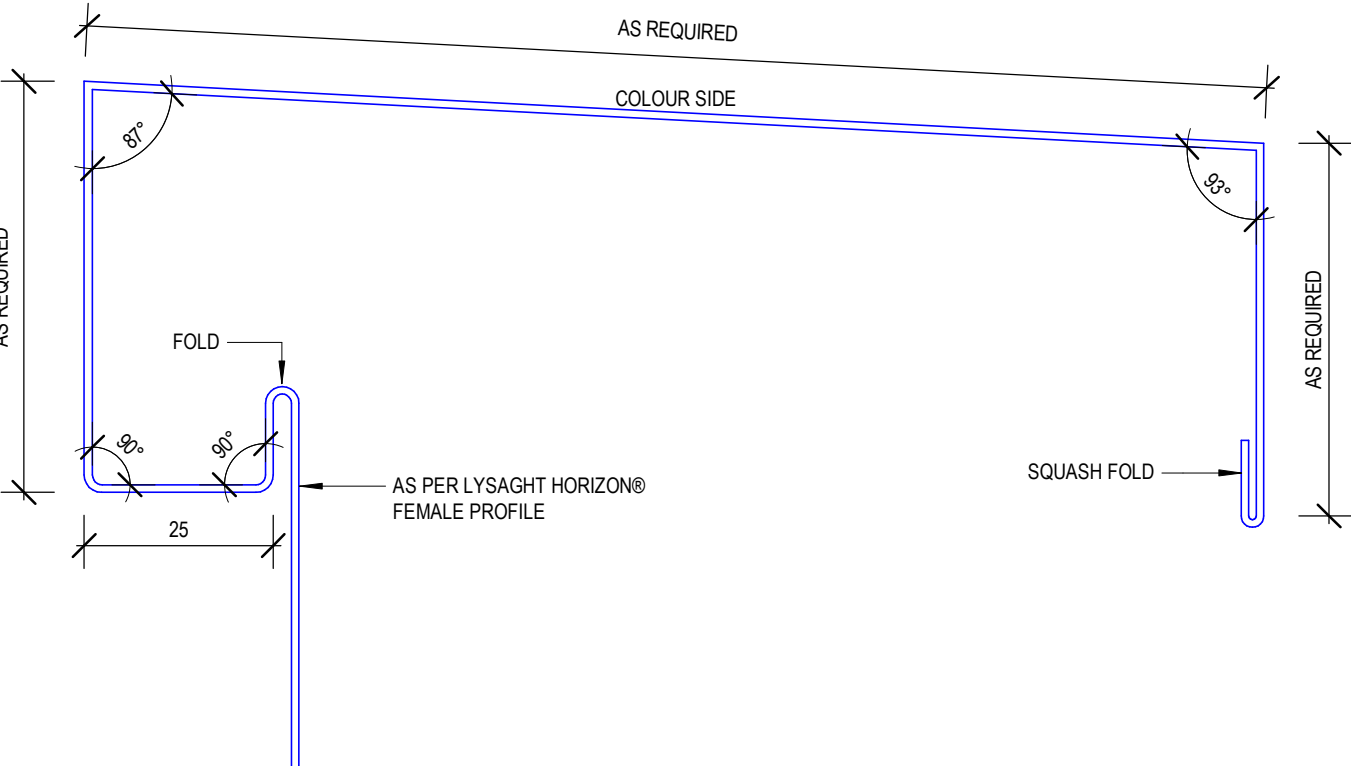 AS REQUIRED
COLOUR SIDE
87°
93°
AS REQUIRED
AS REQUIRED
FOLD
90°
90°
AS PER LYSAGHT HORIZON®
FEMALE PROFILE
SQUASH FOLD
25